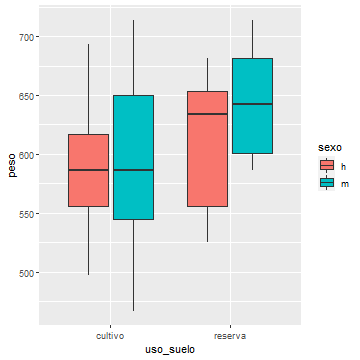 700
650
600
550
500
peso
cultivo
reserva
uso_suelo
sexo
h
m